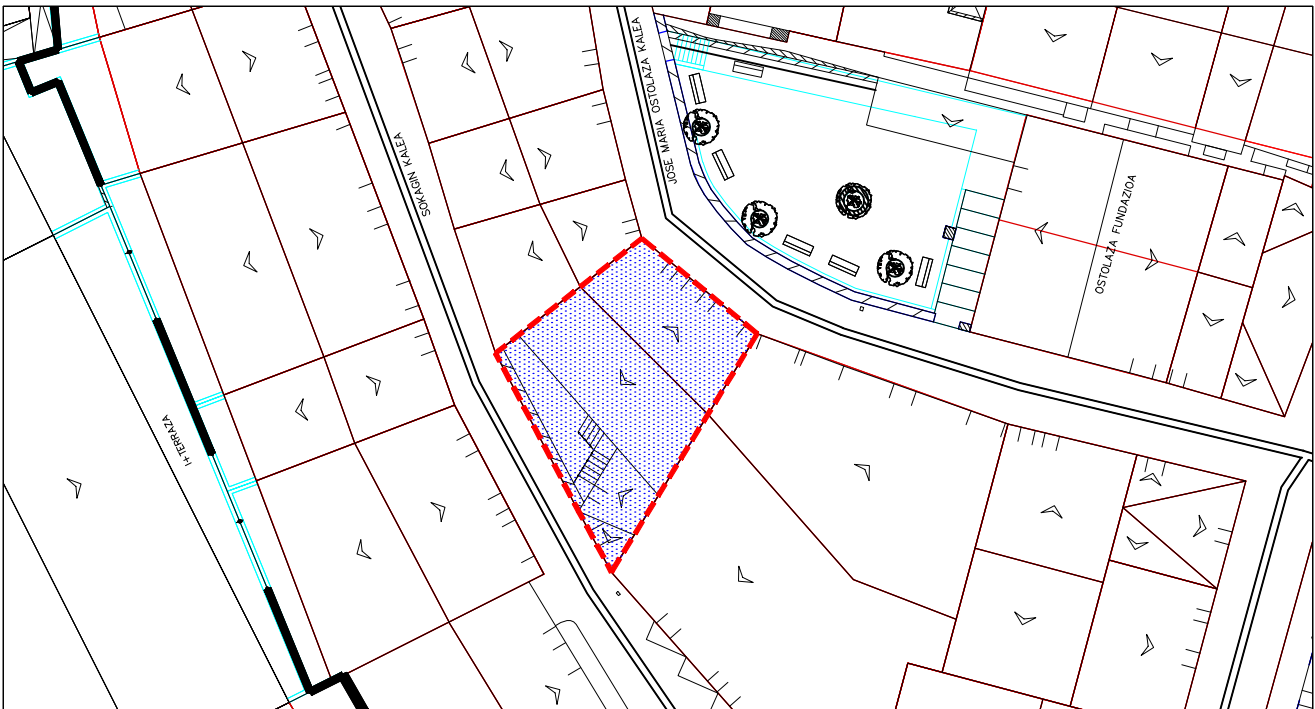 SOKAGIN KALEA
JOSE MARIA OSTOLAZA KALEA
OSTOLAZA FUNDAZIOA
I+TERRAZA